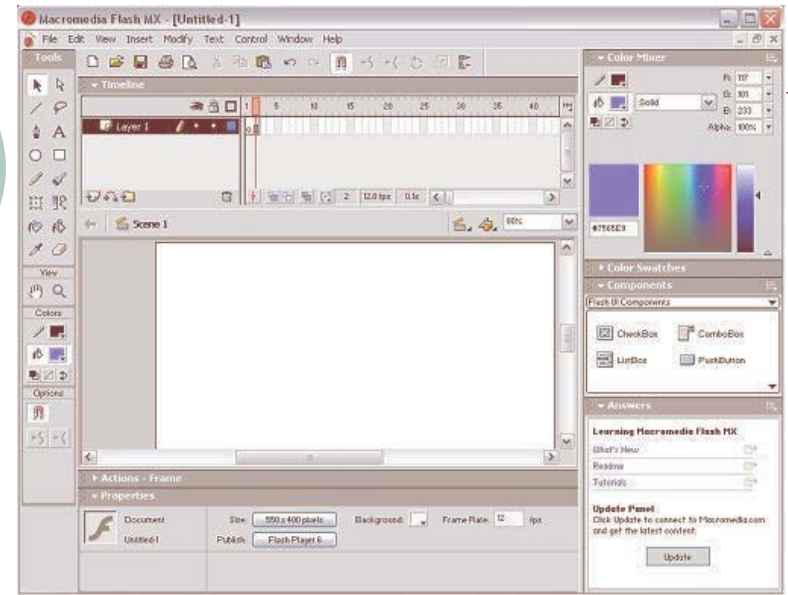 Macromedia Flash MX - [Untitled-1]
File Edit View Insert Modify Text Control Window Help
Tools
Timeline
1 5 10 15 20 25 30 35 40
Layer 1
2 12.0 fps 0.1s
Scene 1
View
Colors
Options
Actions - Frame
Properties
Document
Untitled-1
Size: 550 x 400 pixels Background: Frame Rate: 12 fps
Publish: Flash Player 6
Color Mixer
R: 117
Solid G: 101
B: 233
Alpha: 100%
#7565E9
Color Swatches
Components
Flash UI Components
CheckBox ComboBox
ListBox PushButton
Answers
Learning Macromedia Flash MX
What's New
Readme
Tutorials
Update Panel
Click Update to connect to Macromedia.com
and get the latest content.
Update